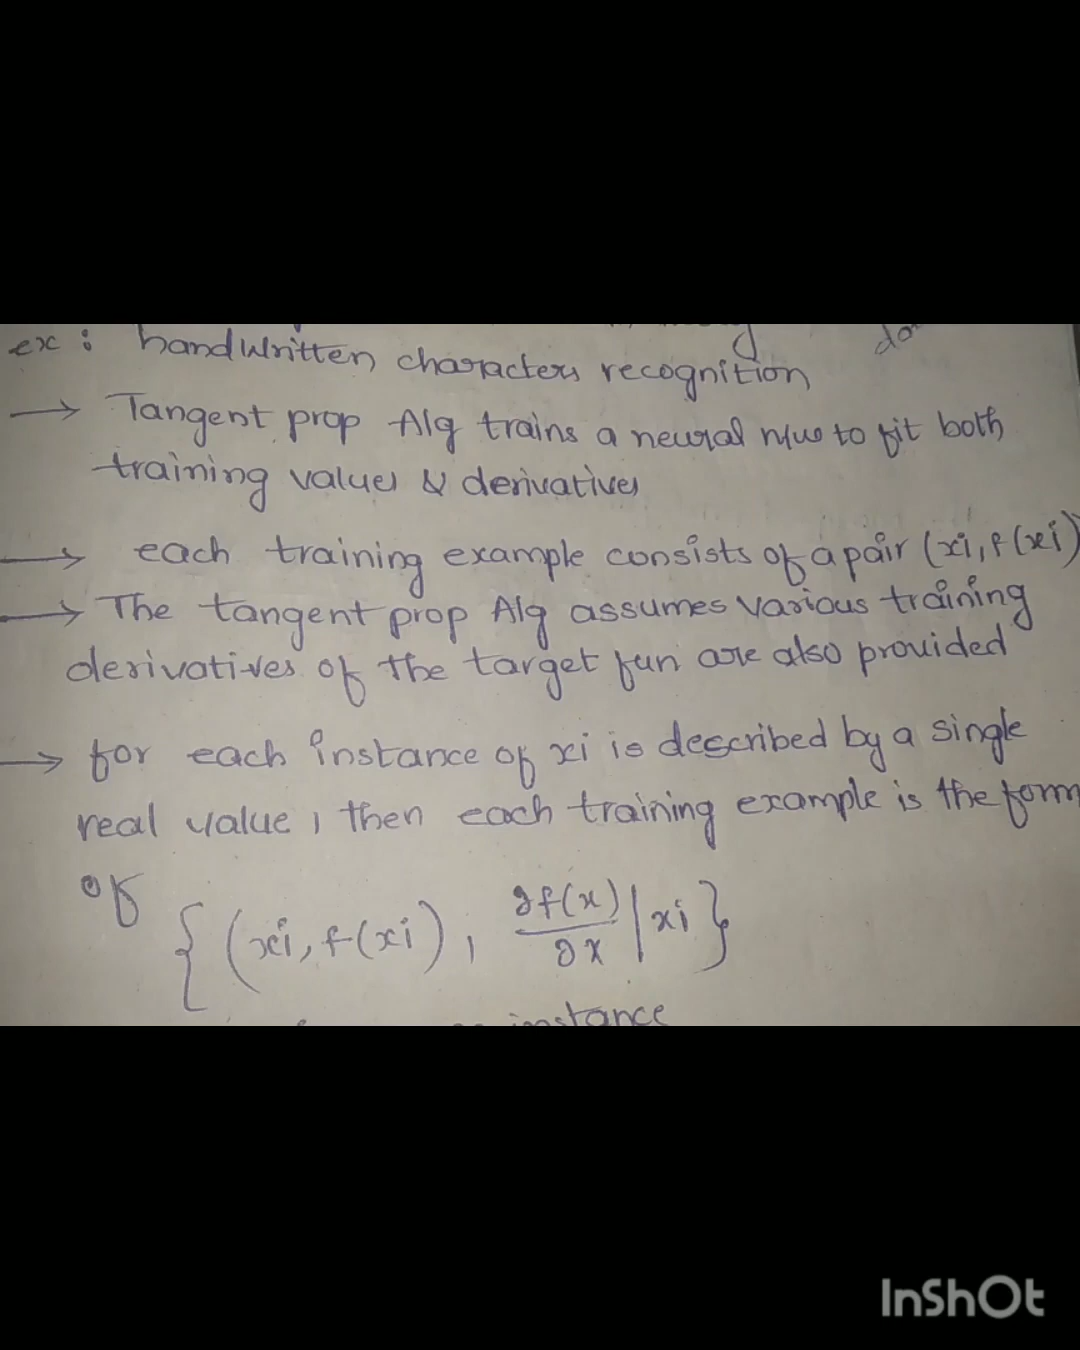 ex : handwritten characters recognition
→ Tangent prop Alg trains a neural n/w to fit both
training values & derivatives
→ each training example consists of a pair (xi, f(xi)
→ The tangent prop Alg assumes various training
derivatives of the target fun are also provided
→ for each instance of xi is described by a single
real value, then each training example is the form
of { (xi, f(xi), ∂f(x)/∂x | xi }
instance
InShOt